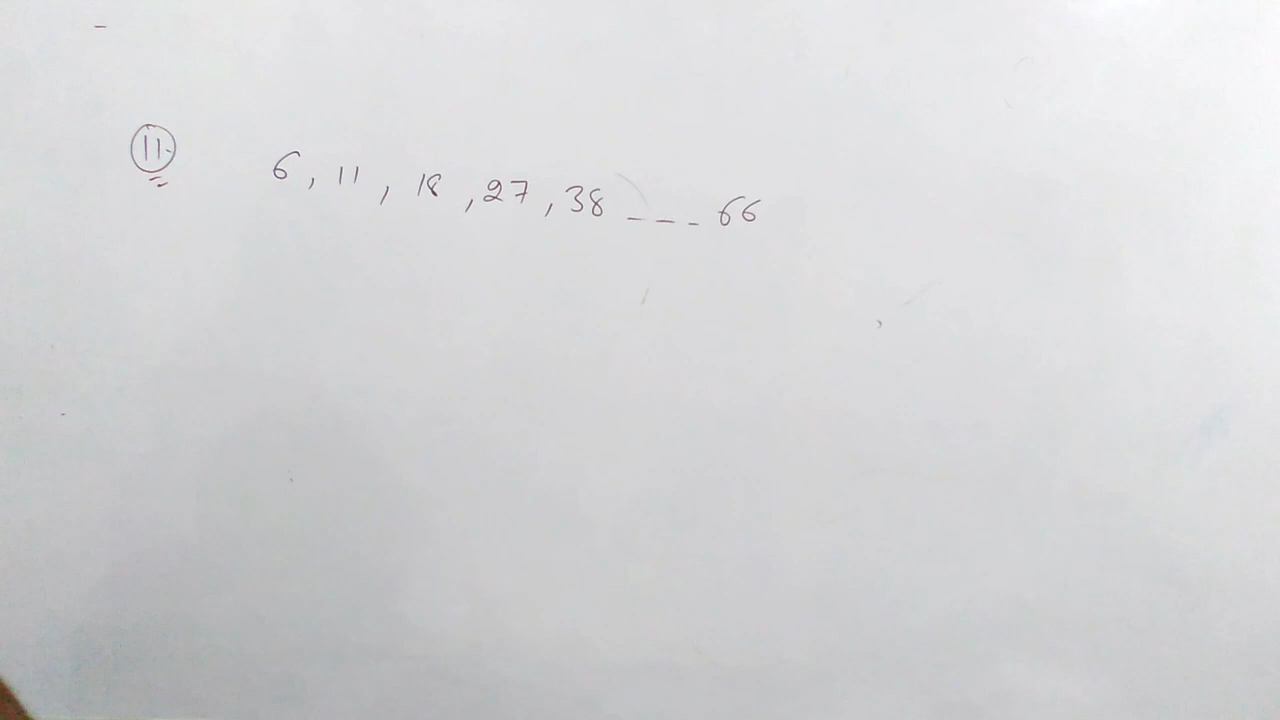 11.
6, 11, 18, 27, 38 _ _ _ 66